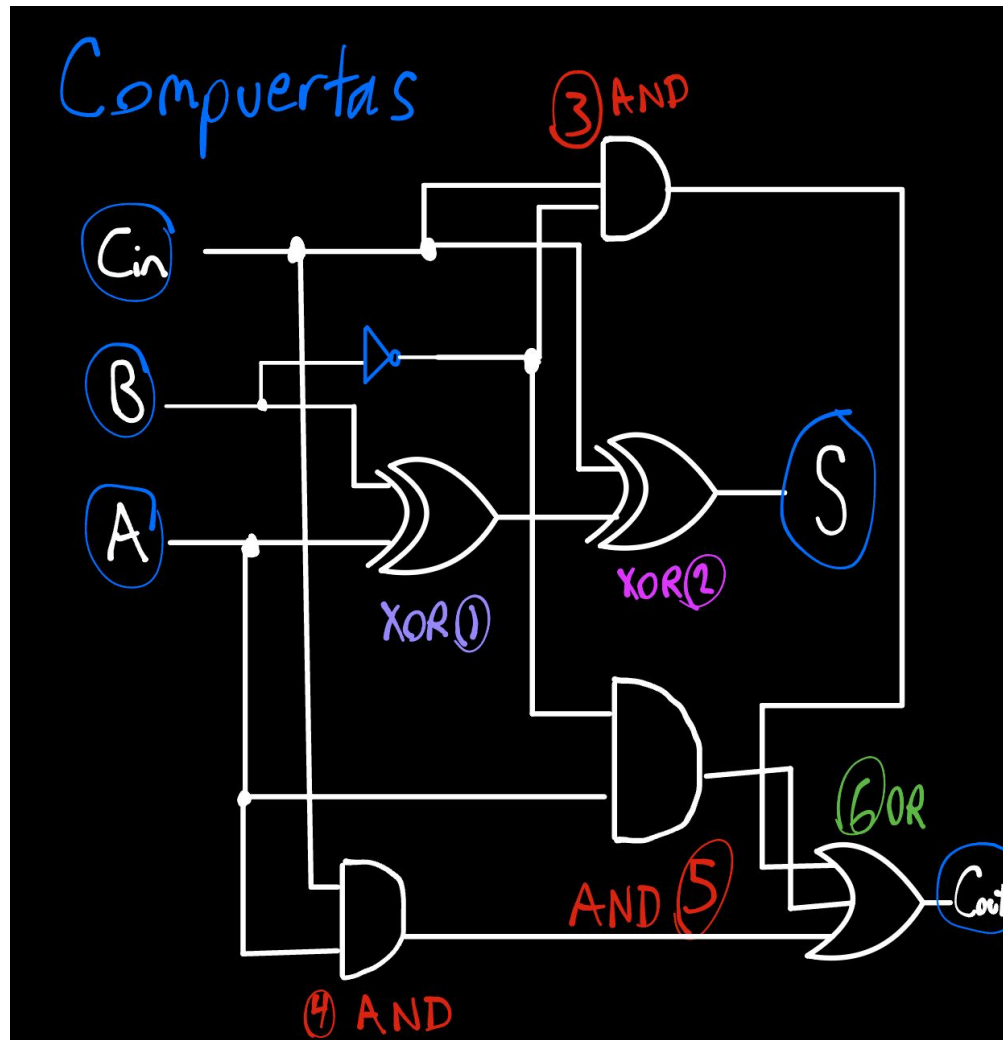 Compuertas
③ AND
Cin
B
A
S
XOR ①
XOR ②
⑥ OR
Cout
AND ⑤
④ AND